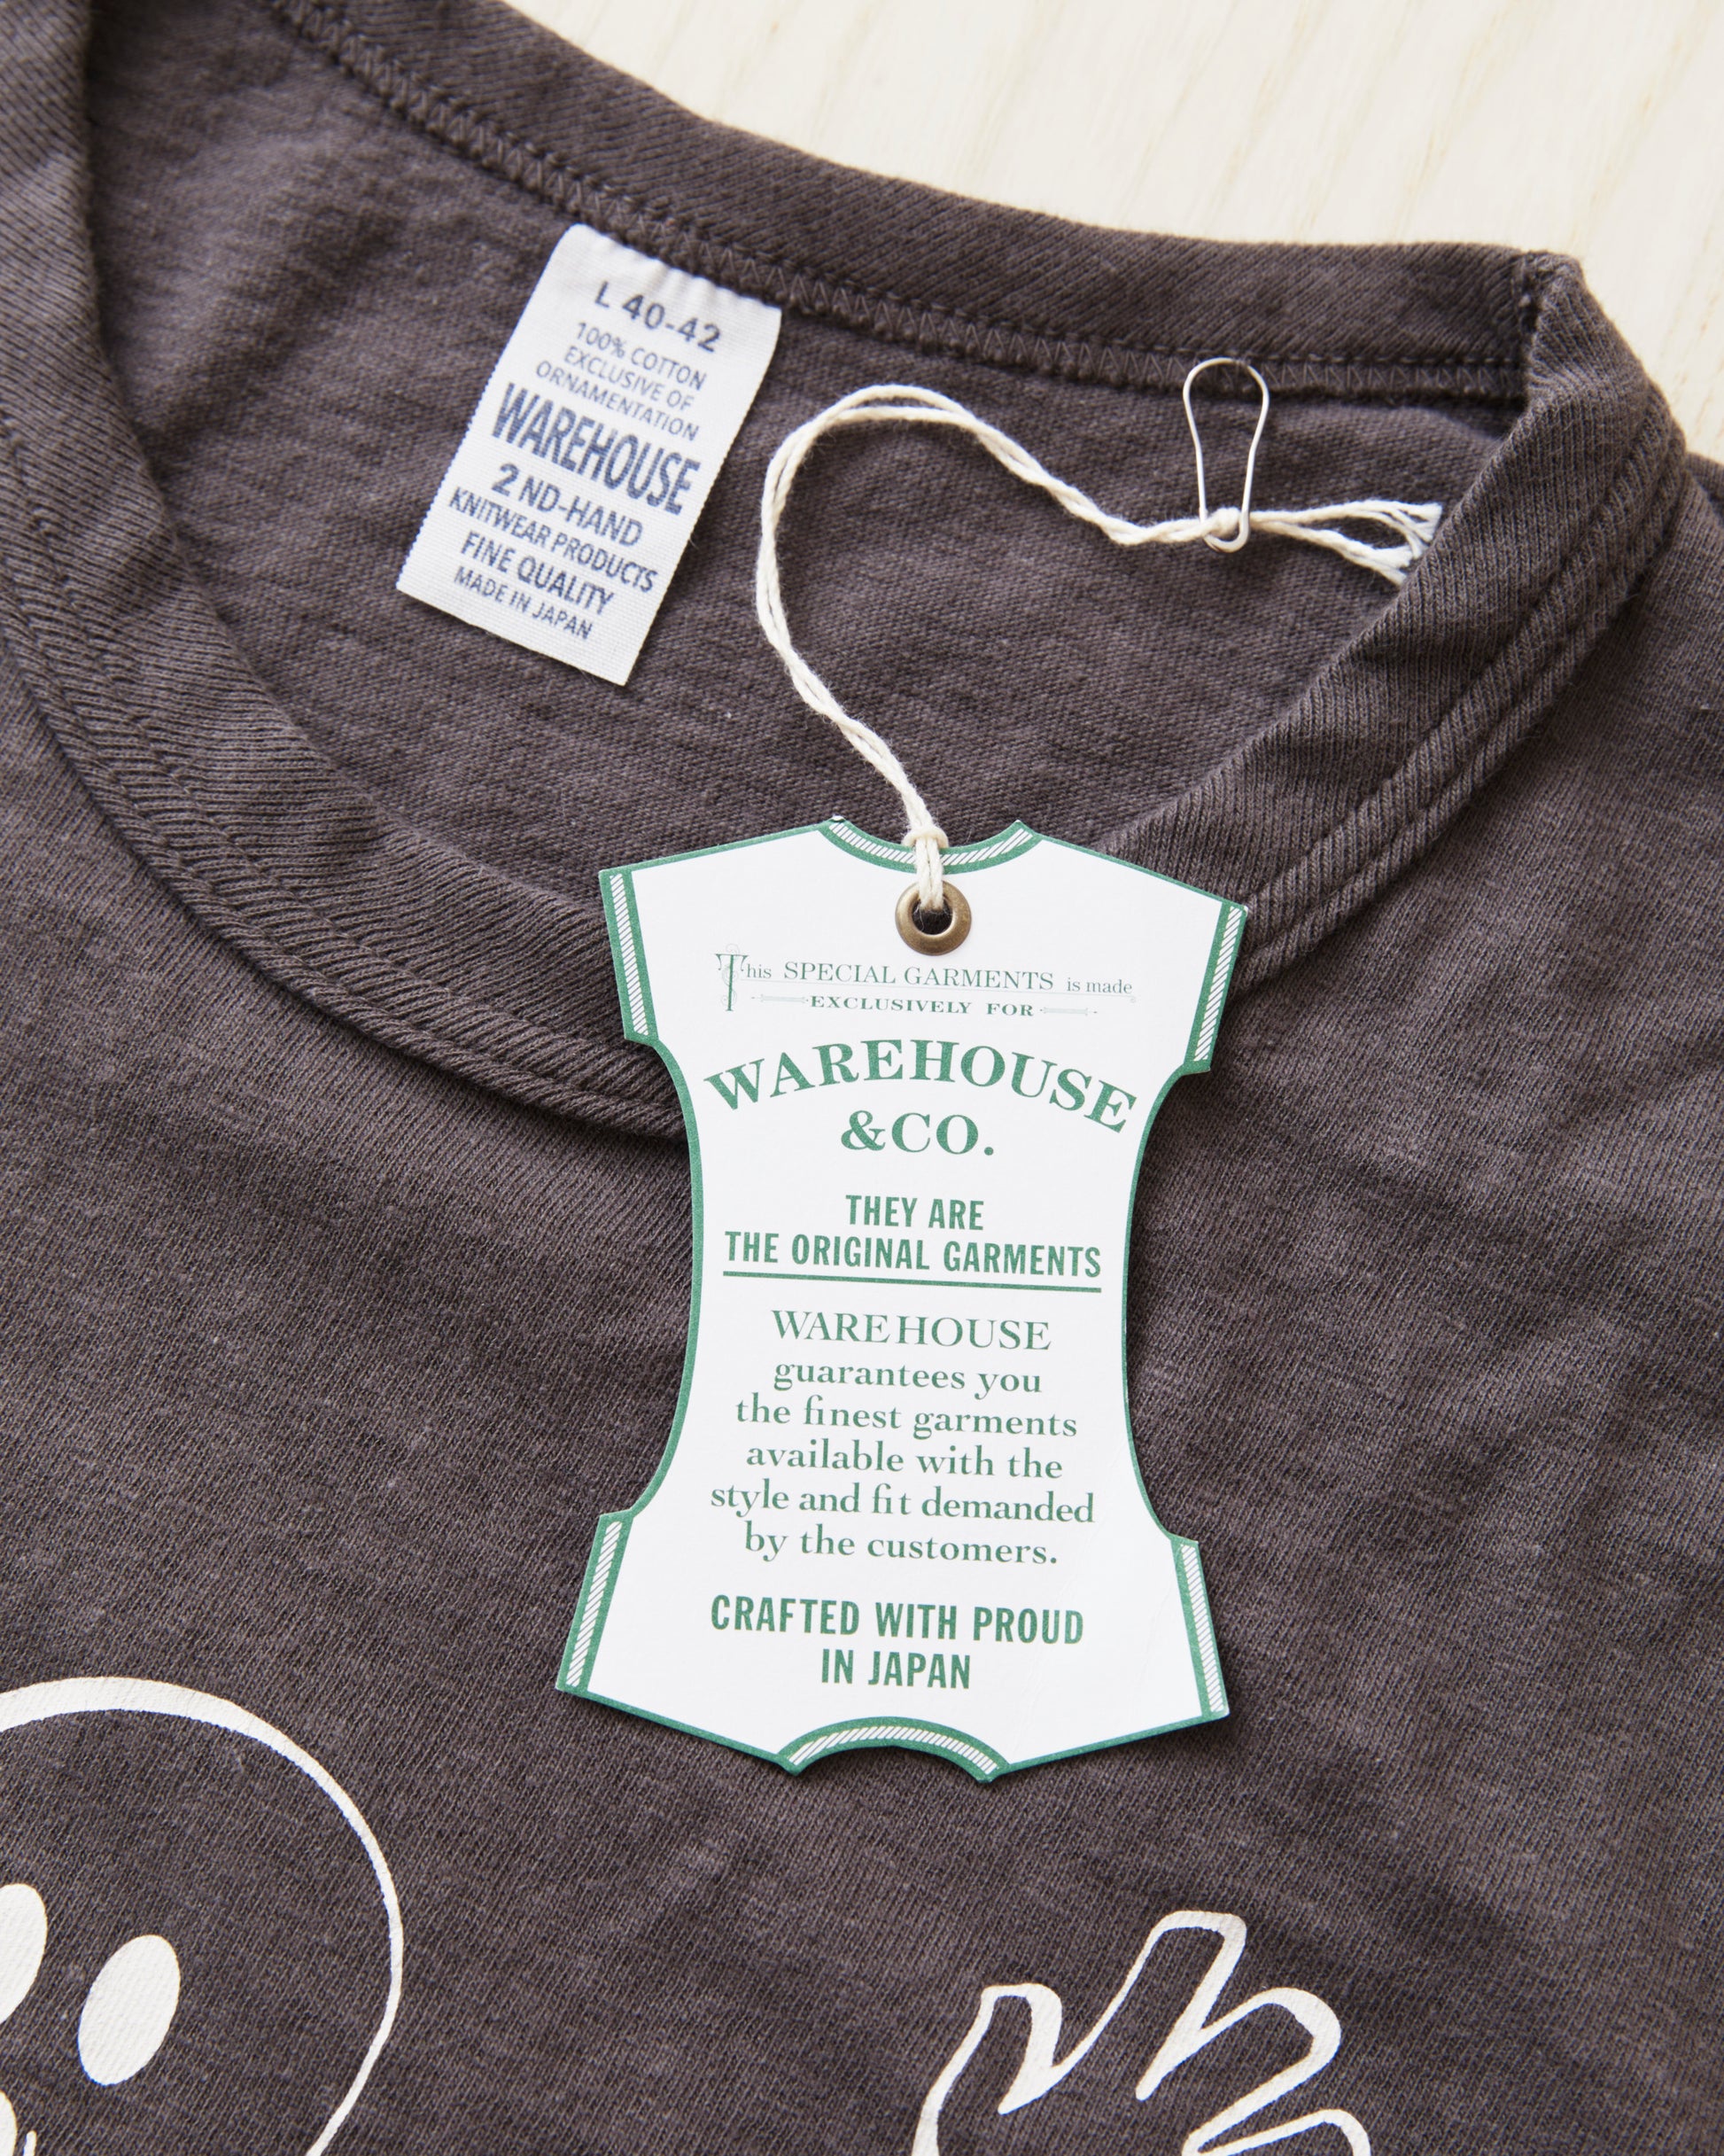 L 40-42
100% COTTON
EXCLUSIVE OF
ORNAMENTATION
WAREHOUSE
2 ND-HAND
KNITWEAR PRODUCTS
FINE QUALITY
MADE IN JAPAN
This SPECIAL GARMENTS is made
EXCLUSIVELY FOR
WAREHOUSE
&CO.
THEY ARE
THE ORIGINAL GARMENTS
WAREHOUSE
guarantees you
the finest garments
available with the
style and fit demanded
by the customers.
CRAFTED WITH PROUD
IN JAPAN